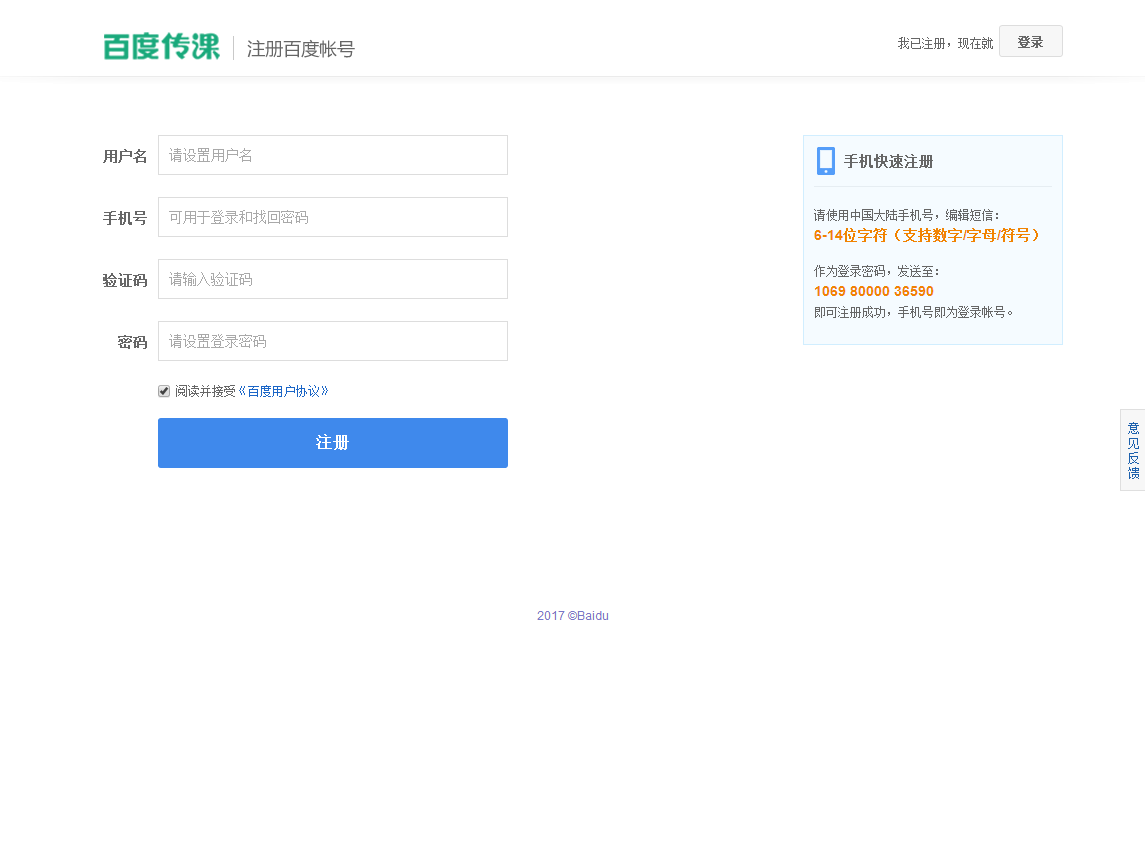 百度传课 注册百度帐号
我已注册，现在就 登录
用户名 请设置用户名
手机号 可用于登录和找回密码
验证码 请输入验证码
密码 请设置登录密码
阅读并接受《百度用户协议》
注册
手机快速注册
请使用中国大陆手机号，编辑短信：
6-14位字符（支持数字/字母/符号）
作为登录密码，发送至：
1069 80000 36590
即可注册成功，手机号即为登录帐号。
意见反馈
2017 ©Baidu